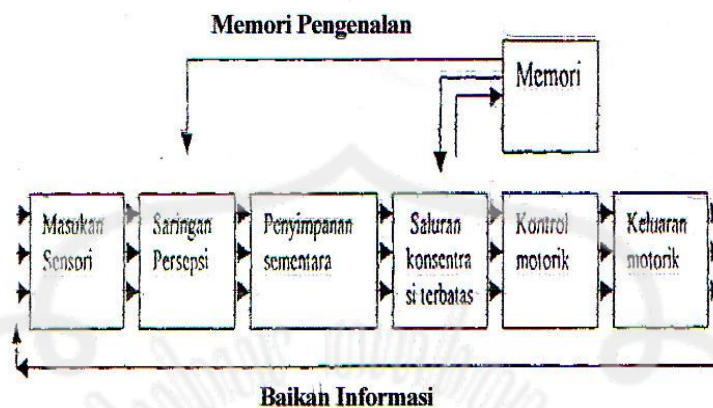 Memori Pengenalan
Memori
Masukan
Sensori
Saringan
Persepsi
Penyimpanan
sementara
Saluran
konsentra
si terbatas
Kontrol
motorik
Keluaran
motorik
Baikan Informasi